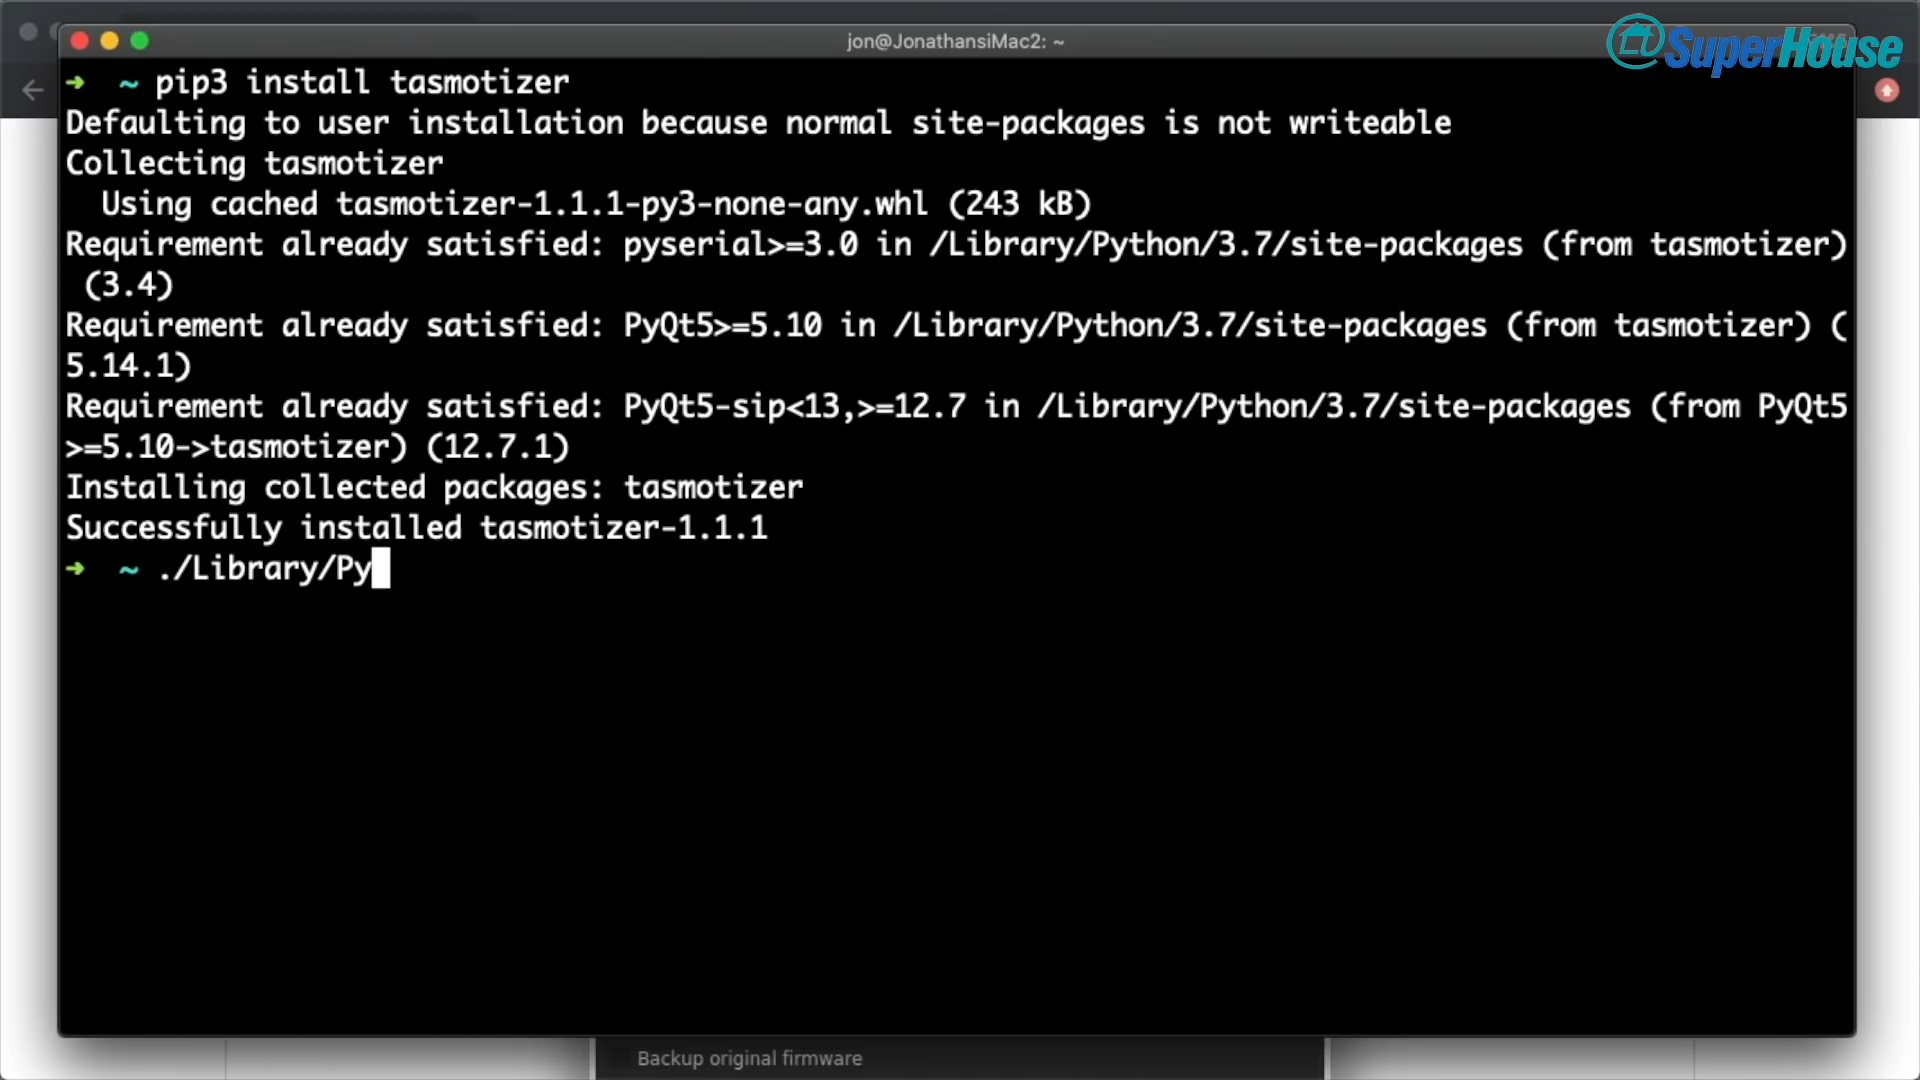 SuperHouse
jon@JonathansiMac2: ~
➜ ~ pip3 install tasmotizer
Defaulting to user installation because normal site-packages is not writeable
Collecting tasmotizer
Using cached tasmotizer-1.1.1-py3-none-any.whl (243 kB)
Requirement already satisfied: pyserial>=3.0 in /Library/Python/3.7/site-packages (from tasmotizer)
(3.4)
Requirement already satisfied: PyQt5>=5.10 in /Library/Python/3.7/site-packages (from tasmotizer) (
5.14.1)
Requirement already satisfied: PyQt5-sip<13,>=12.7 in /Library/Python/3.7/site-packages (from PyQt5
>=5.10->tasmotizer) (12.7.1)
Installing collected packages: tasmotizer
Successfully installed tasmotizer-1.1.1
➜ ~ ./Library/Py
Backup original firmware